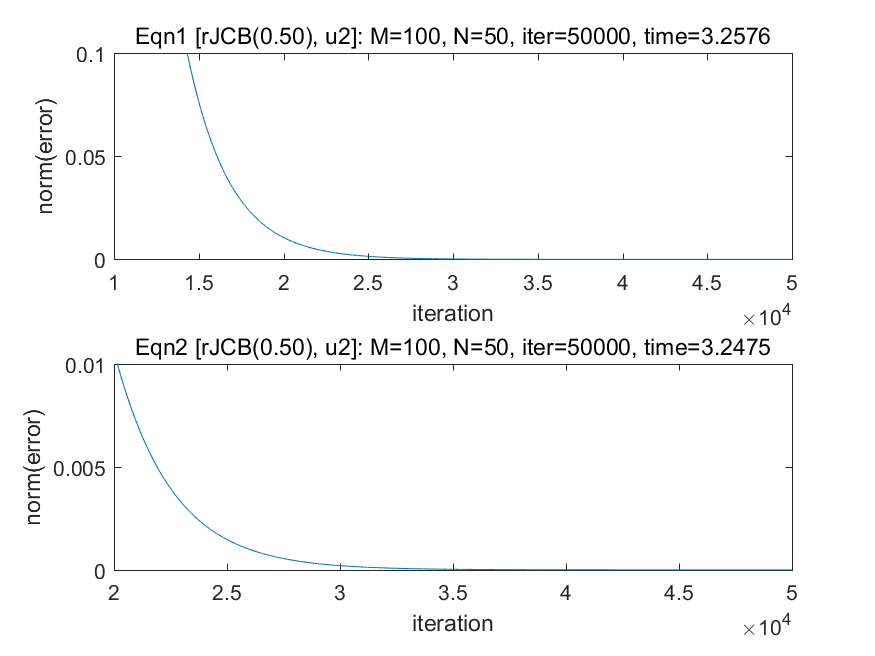 Eqn1 [rJCB(0.50), u2]: M=100, N=50, iter=50000, time=3.2576
0.1
0.05
0
norm(error)
1 1.5 2 2.5 3 3.5 4 4.5 5
iteration
×10^4
Eqn2 [rJCB(0.50), u2]: M=100, N=50, iter=50000, time=3.2475
0.01
0.005
0
norm(error)
2 2.5 3 3.5 4 4.5 5
iteration
×10^4